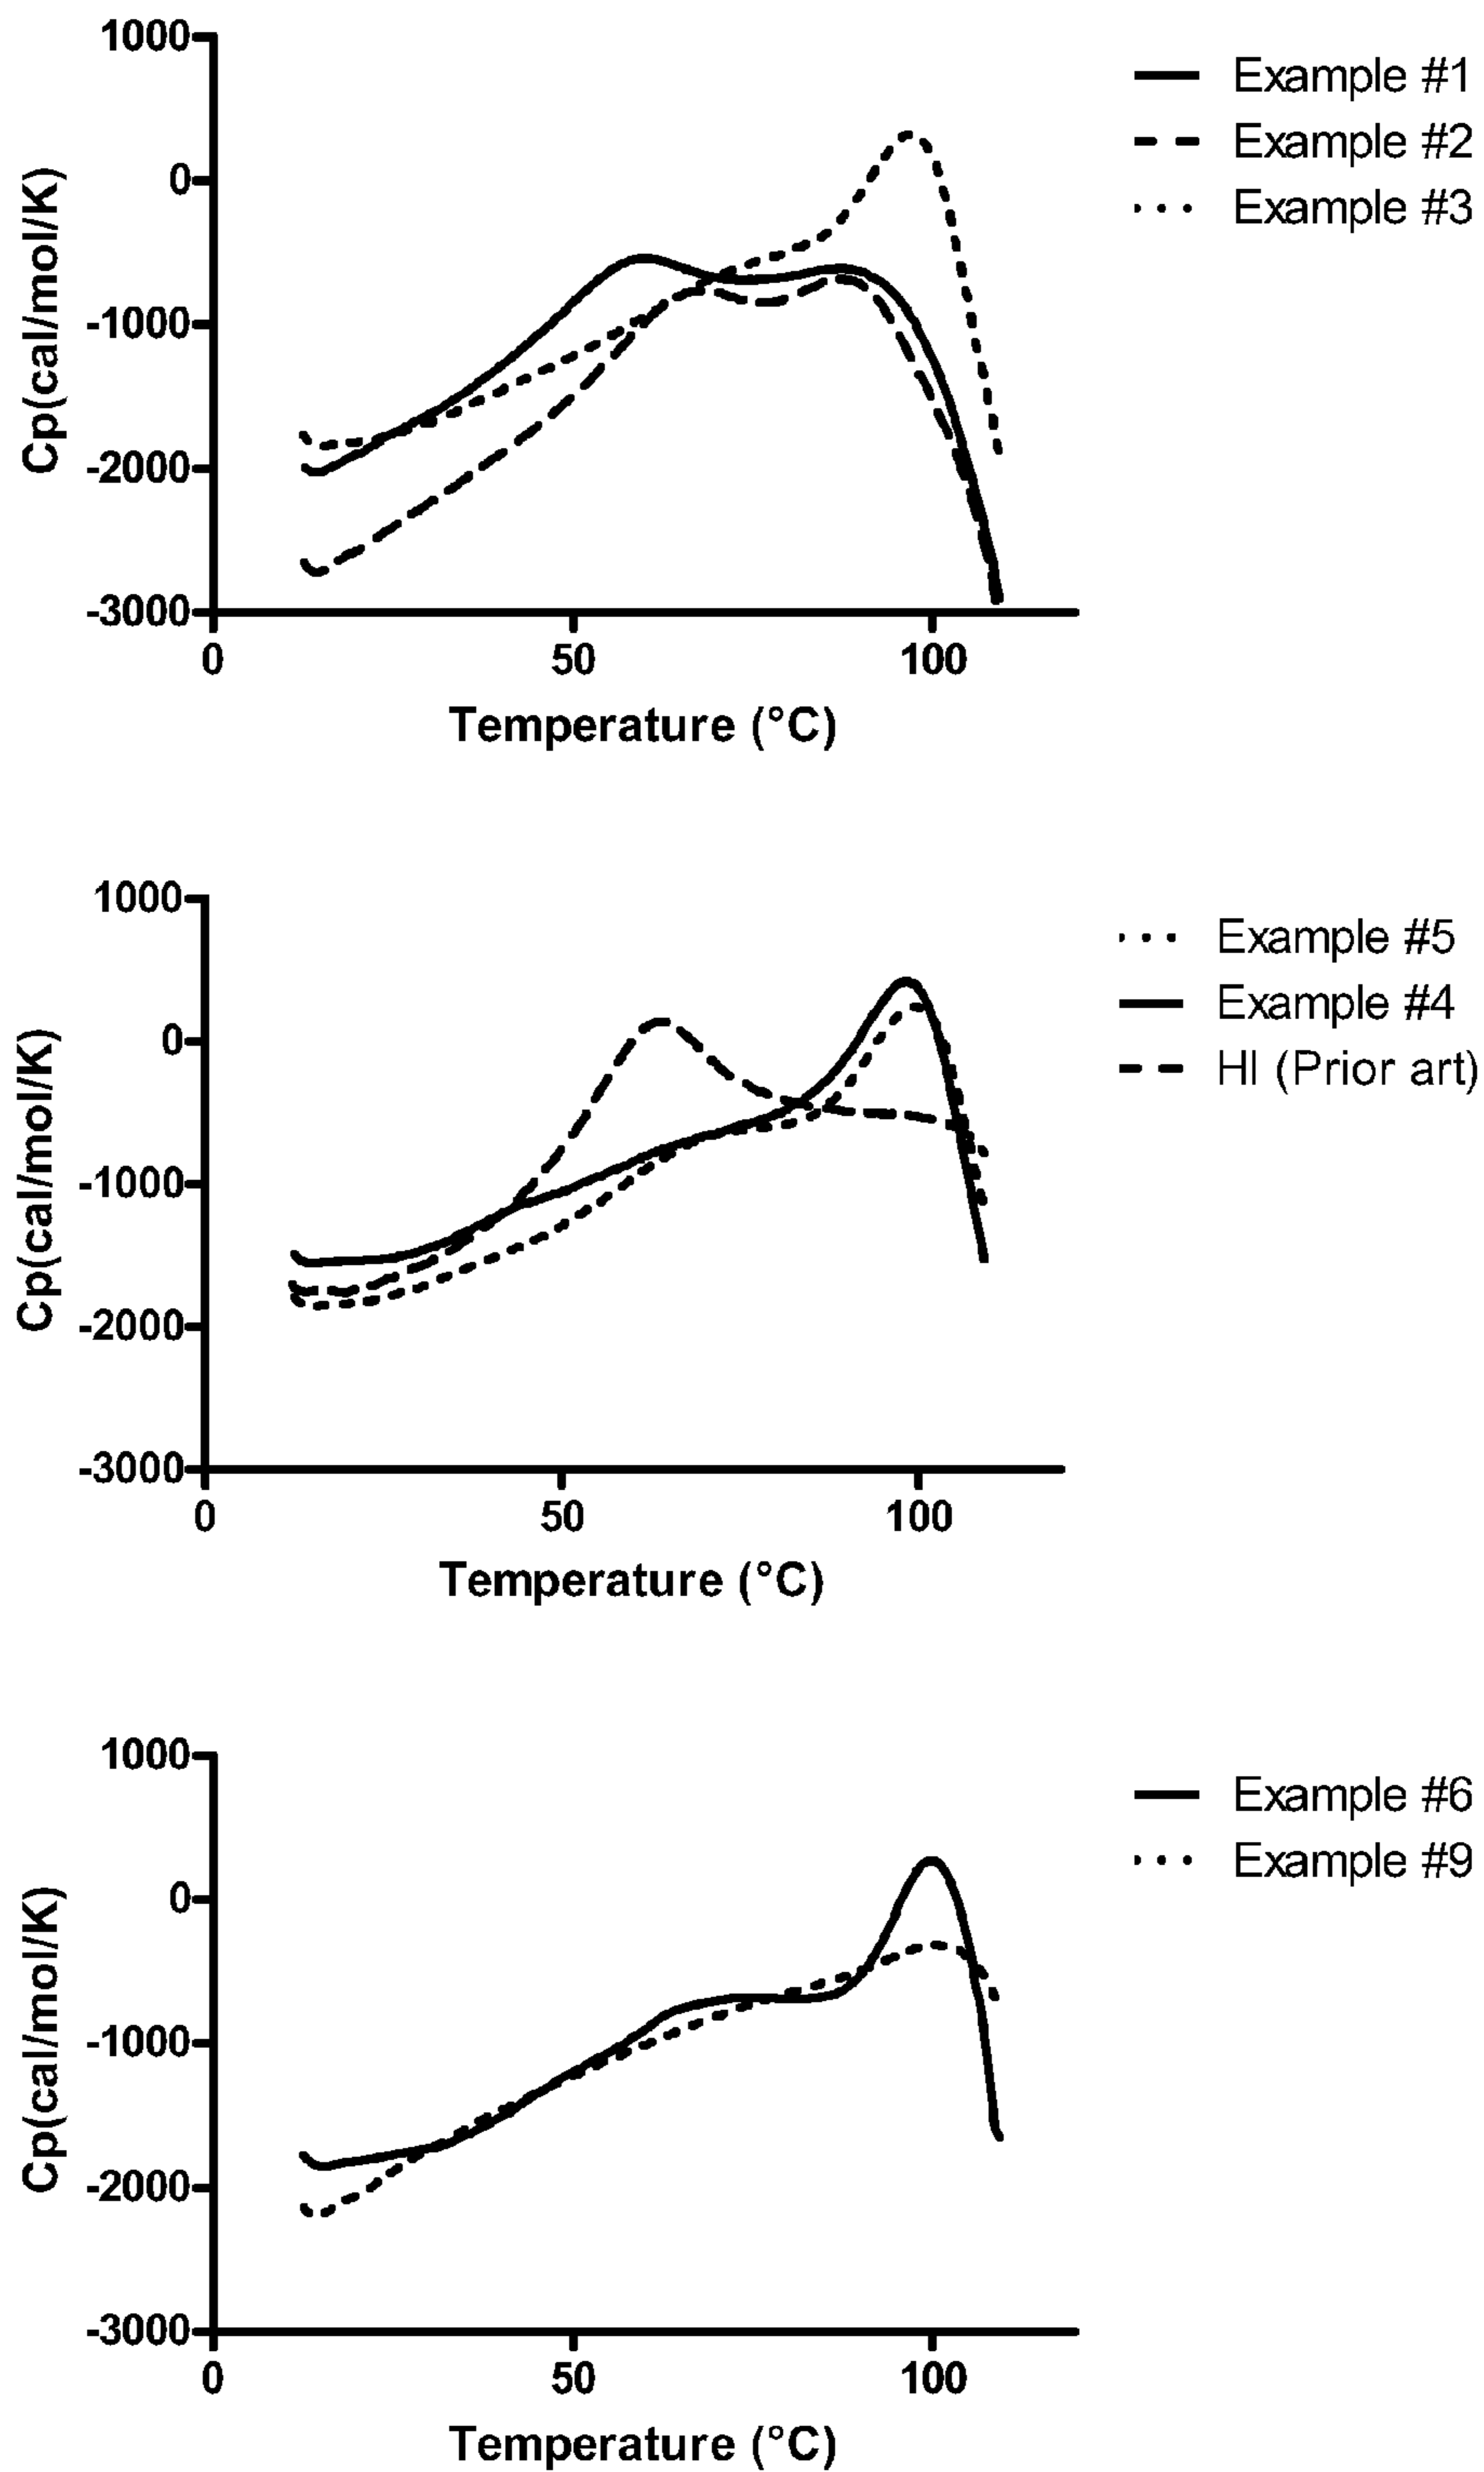 1000
0
-1000
-2000
-3000
Cp(cal/mol/K)
0 50 100
Temperature (°C)
Example #1
Example #2
Example #3
1000
0
-1000
-2000
-3000
Cp(cal/mol/K)
0 50 100
Temperature (°C)
Example #5
Example #4
HI (Prior art)
1000
0
-1000
-2000
-3000
Cp(cal/mol/K)
0 50 100
Temperature (°C)
Example #6
Example #9